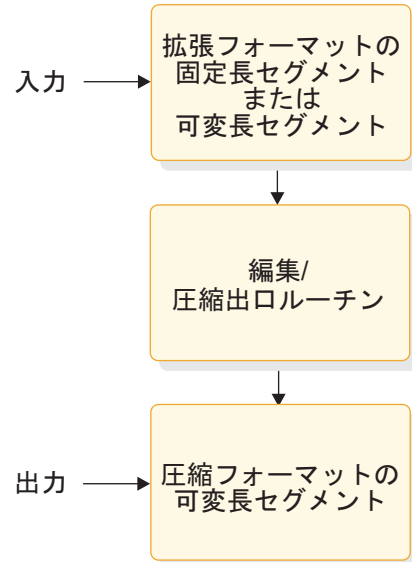 拡張フォーマットの
固定長セグメント
または
可変長セグメント
入力
編集/
圧縮出口ルーチン
圧縮フォーマットの
可変長セグメント
出力